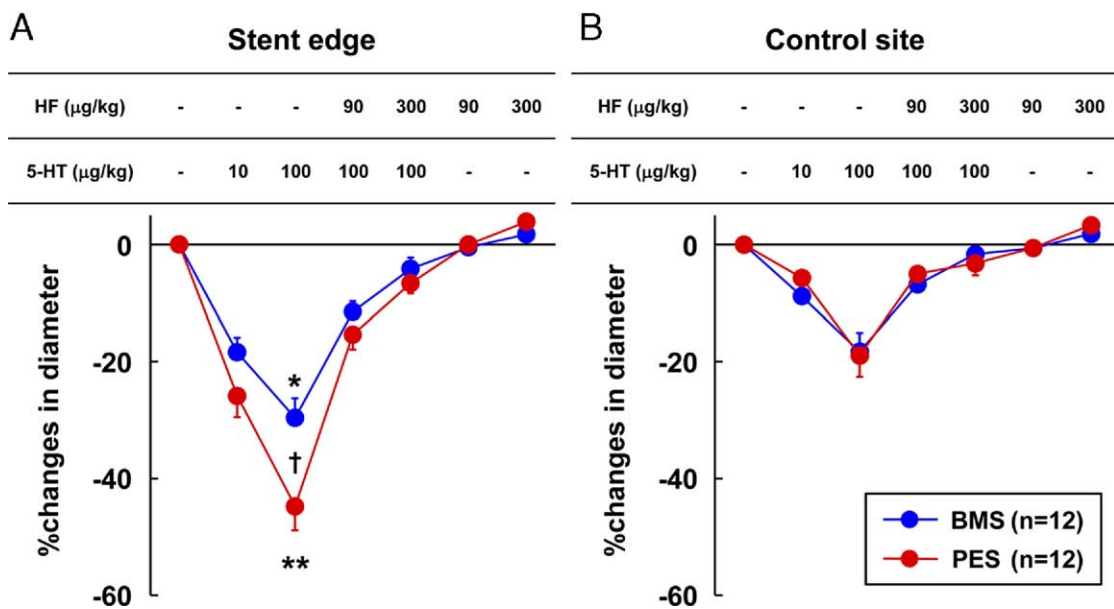 A
Stent edge
HF (μg/kg) - - - 90 300 90 300
5-HT (μg/kg) - 10 100 100 100 - -
%changes in diameter
0
-20
-40
-60
*
†
**
B
Control site
HF (μg/kg) - - - 90 300 90 300
5-HT (μg/kg) - 10 100 100 100 - -
%changes in diameter
0
-20
-40
-60
BMS (n=12)
PES (n=12)